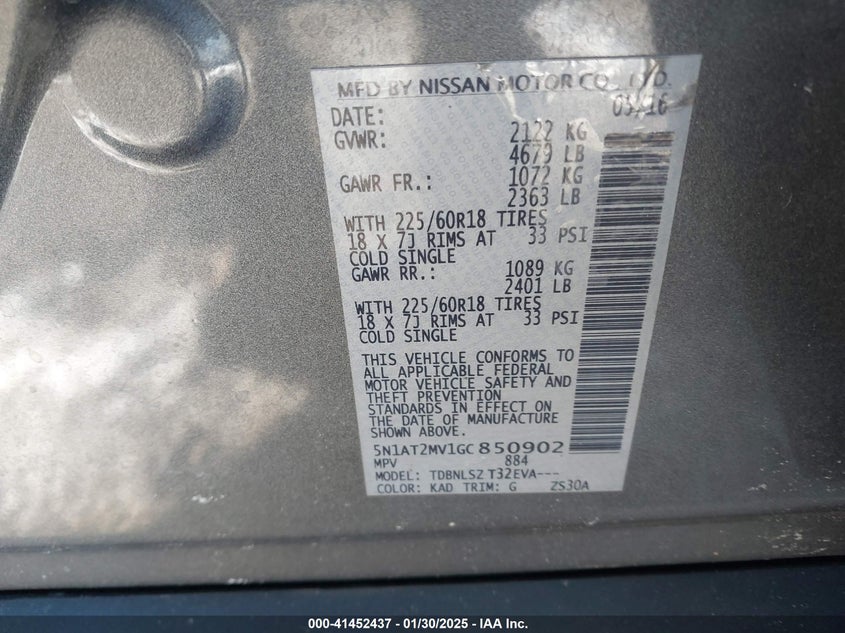 MFD BY NISSAN MOTOR CO., LTD.
DATE: 03/16
GVWR: 2122 KG
4679 LB
GAWR FR.: 1072 KG
2363 LB
WITH 225/60R18 TIRES
18 X 7J RIMS AT 33 PSI
COLD SINGLE
GAWR RR.: 1089 KG
2401 LB
WITH 225/60R18 TIRES
18 X 7J RIMS AT 33 PSI
COLD SINGLE
THIS VEHICLE CONFORMS TO
ALL APPLICABLE FEDERAL
MOTOR VEHICLE SAFETY AND
THEFT PREVENTION
STANDARDS IN EFFECT ON
THE DATE OF MANUFACTURE
SHOWN ABOVE.
5N1AT2MV1GC850902
MPV 884
MODEL: TDBNLSZ T32EVA---
COLOR: KAD TRIM: G ZS30A
000-41452437 - 01/30/2025 - IAA Inc.